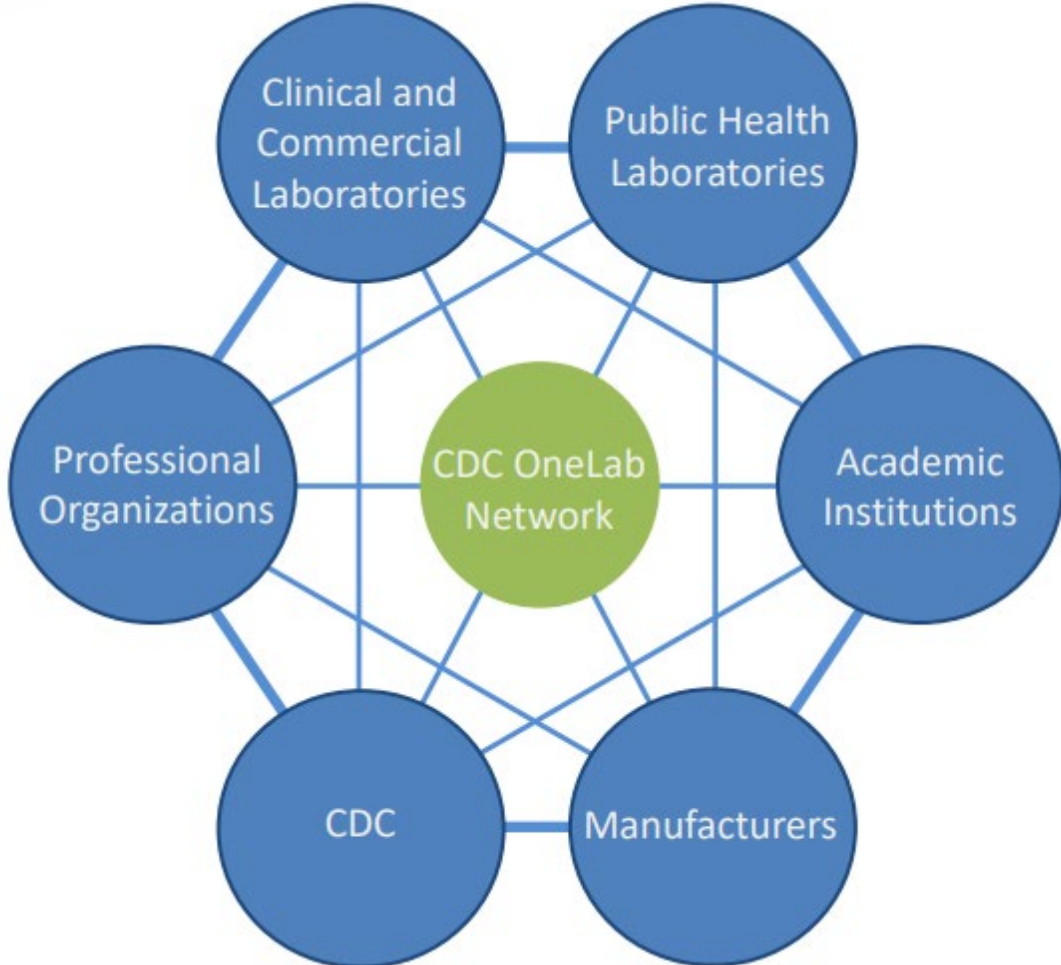 Clinical and
Commercial
Laboratories
Public Health
Laboratories
Professional
Organizations
CDC OneLab
Network
Academic
Institutions
CDC
Manufacturers